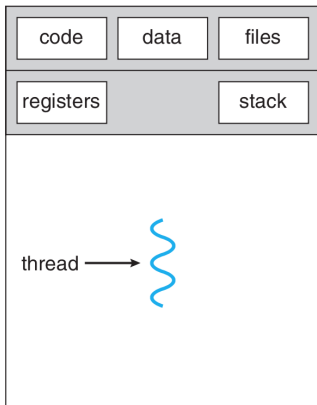 code data files
registers stack
thread